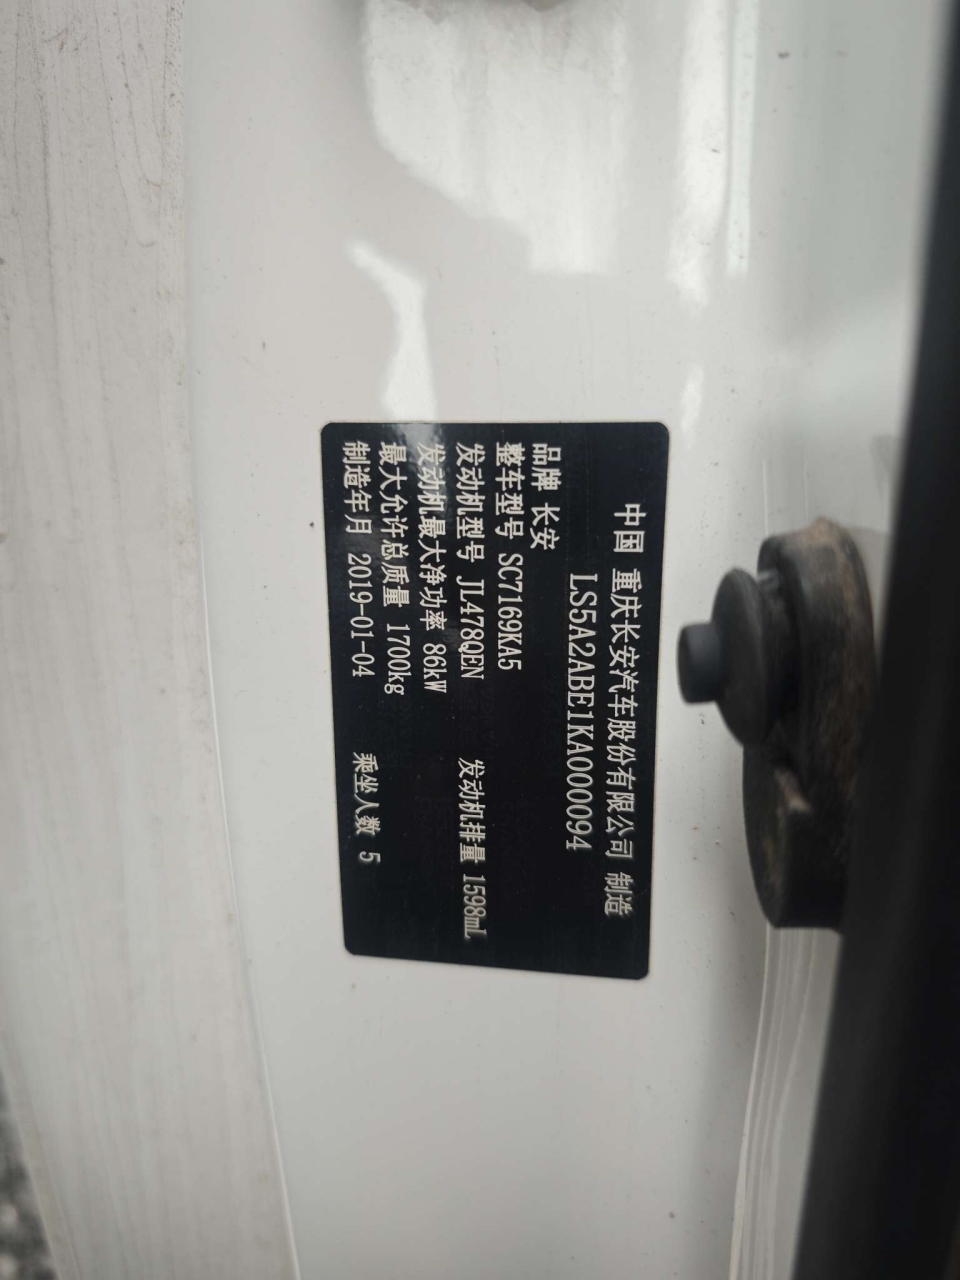 中国 重庆长安汽车股份有限公司 制造
LS5A2ABE1KA000094
品牌 长安
整车型号 SC7169KA5
发动机型号 JL478QEN 发动机排量 1598mL
发动机最大净功率 86kW
最大允许总质量 1700kg
制造年月 2019-01-04 乘坐人数 5